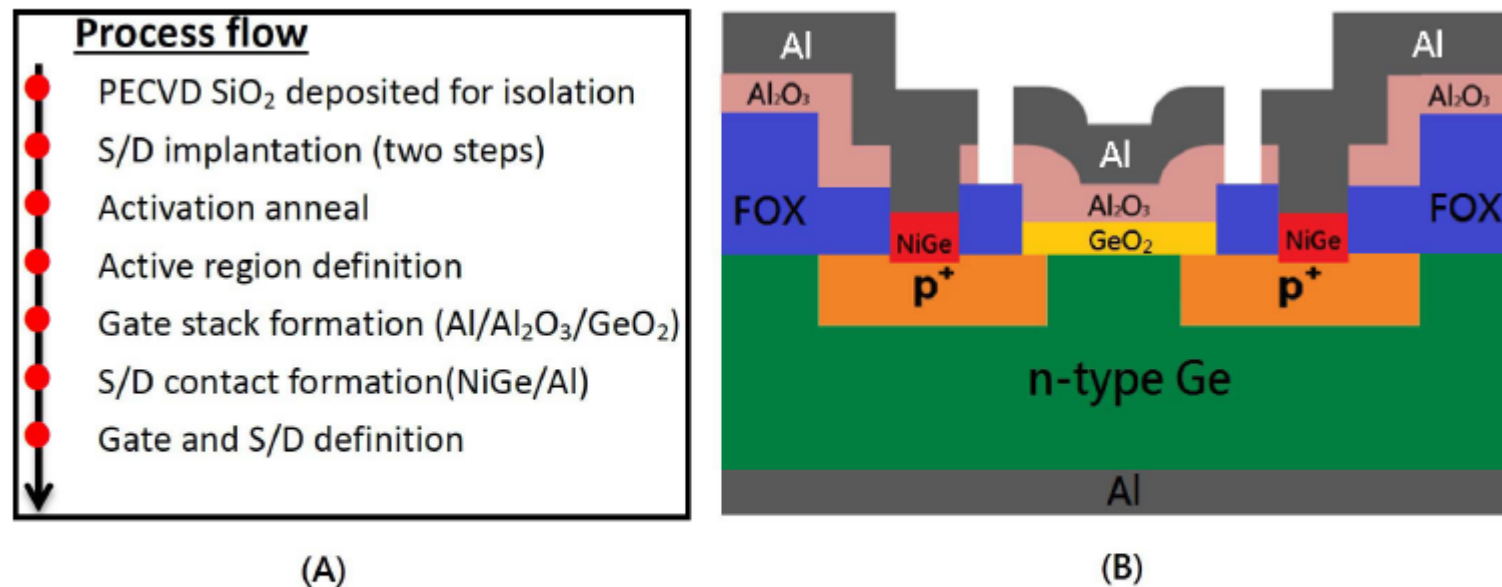 Process flow
PECVD SiO₂ deposited for isolation
S/D implantation (two steps)
Activation anneal
Active region definition
Gate stack formation (Al/Al₂O₃/GeO₂)
S/D contact formation(NiGe/Al)
Gate and S/D definition
(A)
Al Al
Al₂O₃ Al₂O₃
Al
FOX Al₂O₃ FOX
NiGe GeO₂ NiGe
p⁺ p⁺
n-type Ge
Al
(B)